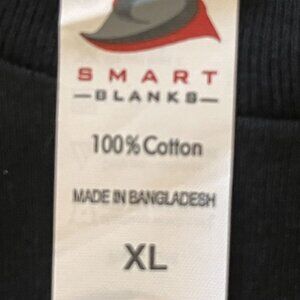 SMART
BLANKS
100% Cotton
MADE IN BANGLADESH
XL